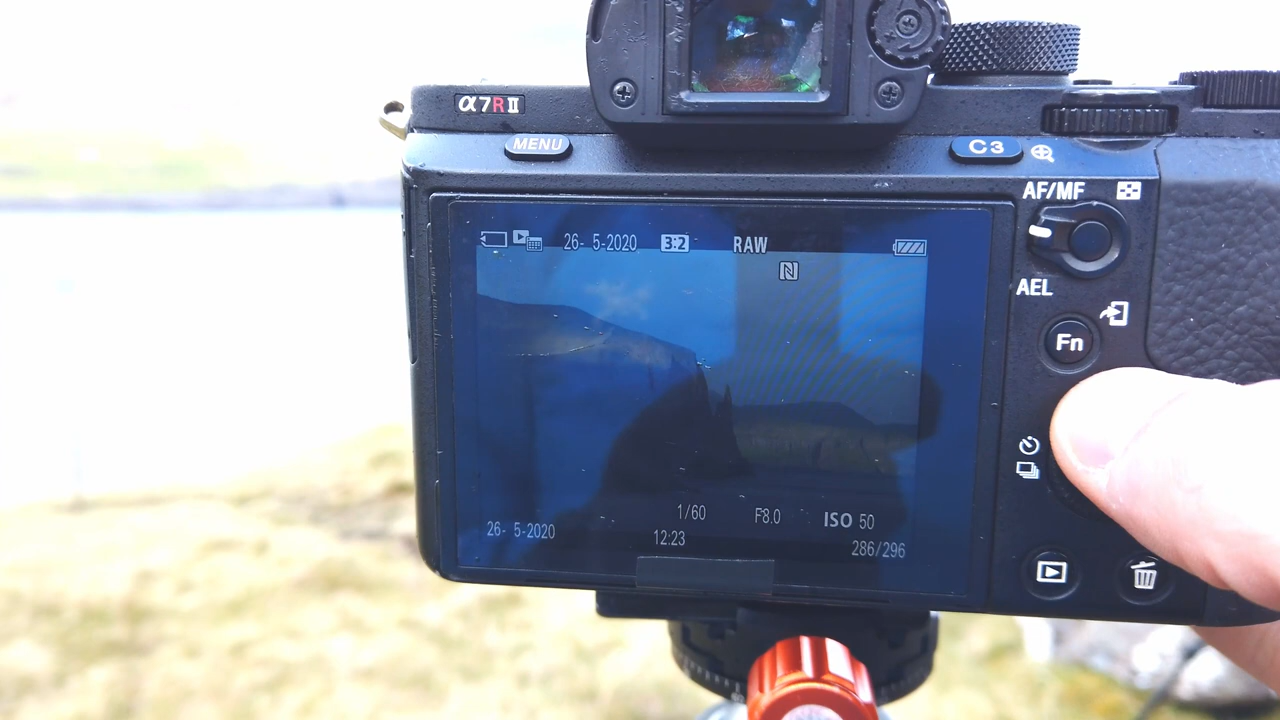 α7RII
MENU
C3
AF/MF
26- 5-2020 3:2 RAW
N
AEL
Fn
1/60 F8.0 ISO 50
26- 5-2020 12:23 286/296